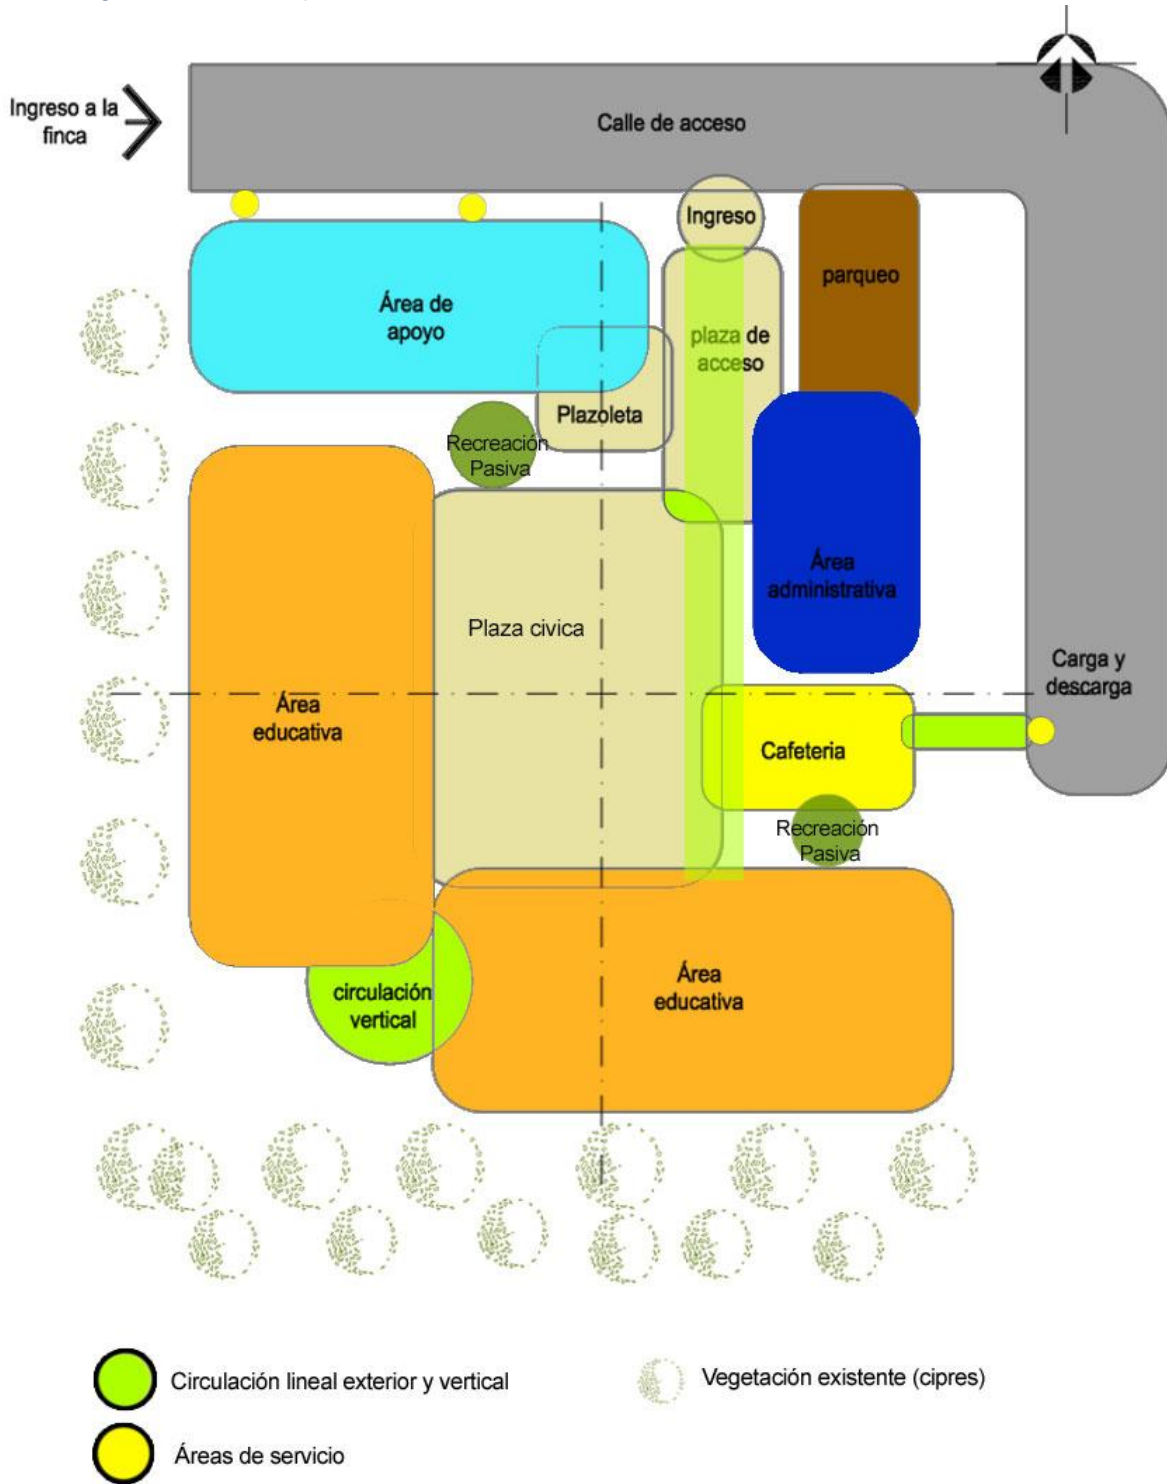 Ingreso a la
finca
Calle de acceso
Ingreso
parqueo
Área de
apoyo
plaza de
acceso
Plazoleta
Recreación
Pasiva
Área
administrativa
Plaza civica
Carga y
descarga
Área
educativa
Cafeteria
Recreación
Pasiva
circulación
vertical
Área
educativa
Circulación lineal exterior y vertical
Vegetación existente (cipres)
Áreas de servicio